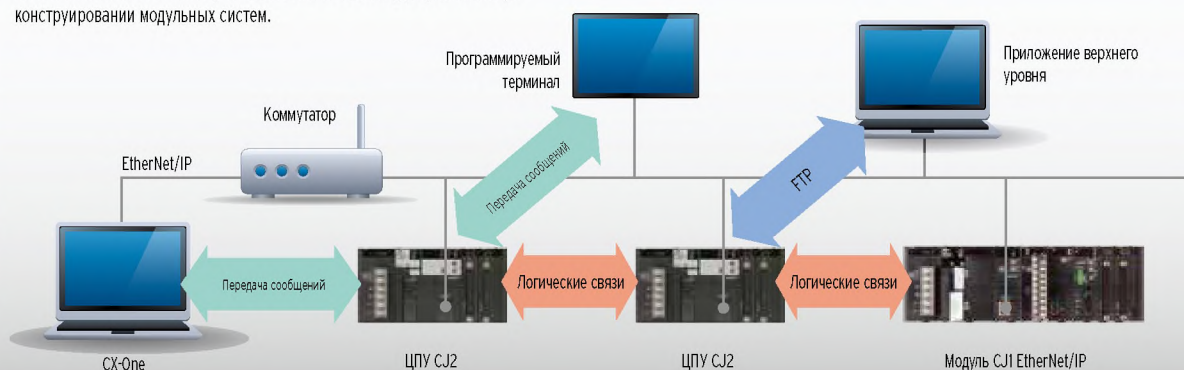 конструировании модульных систем.
Программируемый
терминал
Приложение верхнего
уровня
Коммутатор
EtherNet/IP
Передача сообщений
FTP
Передача сообщений
Логические связи
Логические связи
CX-One
ЦПУ CJ2
ЦПУ CJ2
Модуль CJ1 EtherNet/IP